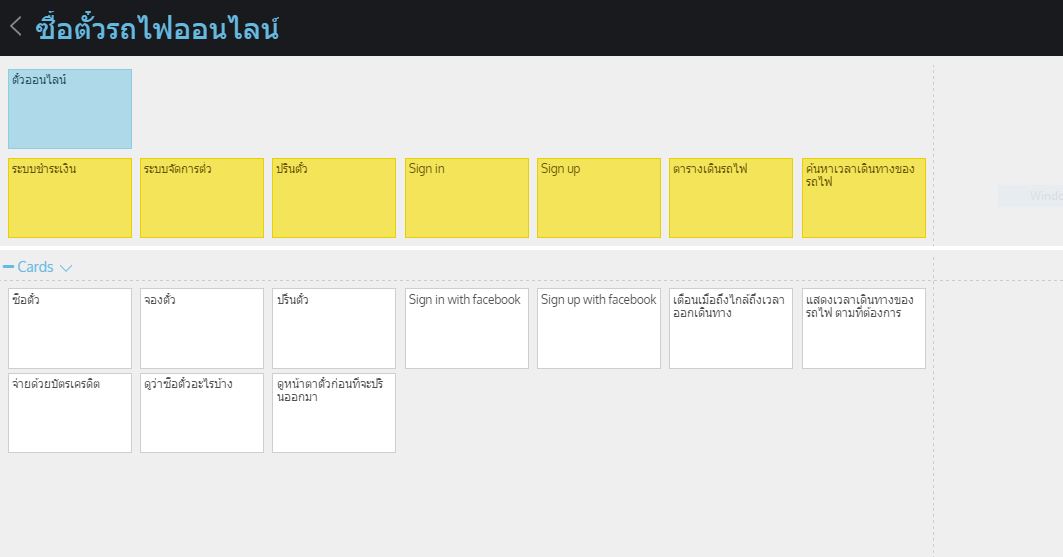 ซื้อตั๋วรถไฟออนไลน์
ตั๋วออนไลน์
ระบบชำระเงิน
ระบบจัดการตั๋ว
ปริ้นตั๋ว
Sign in
Sign up
ตารางเดินรถไฟ
ค้นหาเวลาเดินทางของ
รถไฟ
Windo
Cards
ซื้อตั๋ว
จองตั๋ว
ปริ้นตั๋ว
Sign in with facebook
Sign up with facebook
เตือนเมื่อถึงใกล้ถึงเวลา
ออกเดินทาง
แสดงเวลาเดินทางของ
รถไฟ ตามที่ต้องการ
จ่ายด้วยบัตรเครดิต
ดูว่าซื้อตั๋วอะไรบ้าง
ดูหน้าตาตั๋วก่อนที่จะปริ
นออกมา